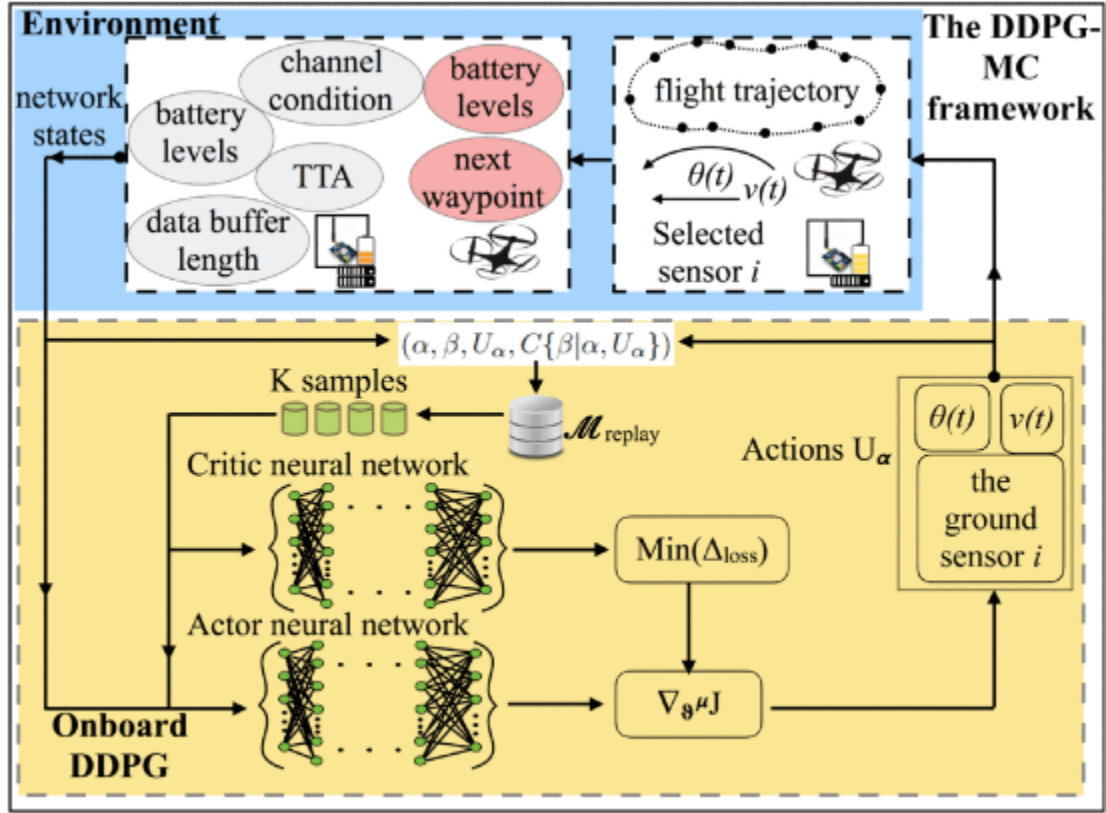 Environment
The DDPG-
MC
framework
network
states
channel
condition
battery
levels
TTA
data buffer
length
battery
levels
next
waypoint
flight trajectory
θ(t)
v(t)
Selected
sensor i
(α, β, U_α, C{β|α, U_α})
K samples
ℳ replay
Critic neural network
Min(Δ_loss)
Actor neural network
∇_ϑ^μ J
Onboard
DDPG
Actions U_α
θ(t)
v(t)
the
ground
sensor i